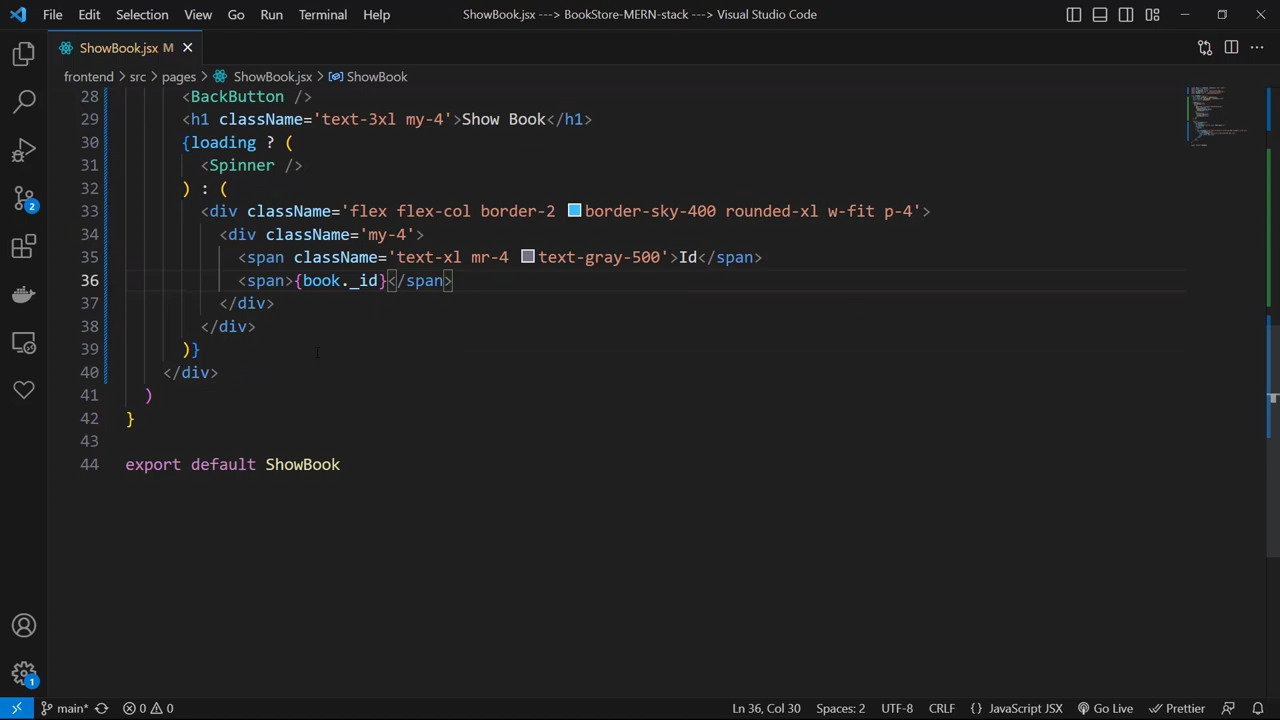 File Edit Selection View Go Run Terminal Help ShowBook.jsx ---> BookStore-MERN-stack ---> Visual Studio Code
ShowBook.jsx M
frontend > src > pages > ShowBook.jsx > ShowBook
28 <BackButton />
29 <h1 className='text-3xl my-4'>Show Book</h1>
30 {loading ? (
31 <Spinner />
32 ) : (
33 <div className='flex flex-col border-2 border-sky-400 rounded-xl w-fit p-4'>
34 <div className='my-4'>
35 <span className='text-xl mr-4 text-gray-500'>Id</span>
36 <span>{book._id}</span>
37 </div>
38 </div>
39 )}
40 </div>
41 )
42 }
43
44 export default ShowBook
2
1
main* 0 0 Ln 36, Col 30 Spaces: 2 UTF-8 CRLF {} JavaScript JSX Go Live Prettier